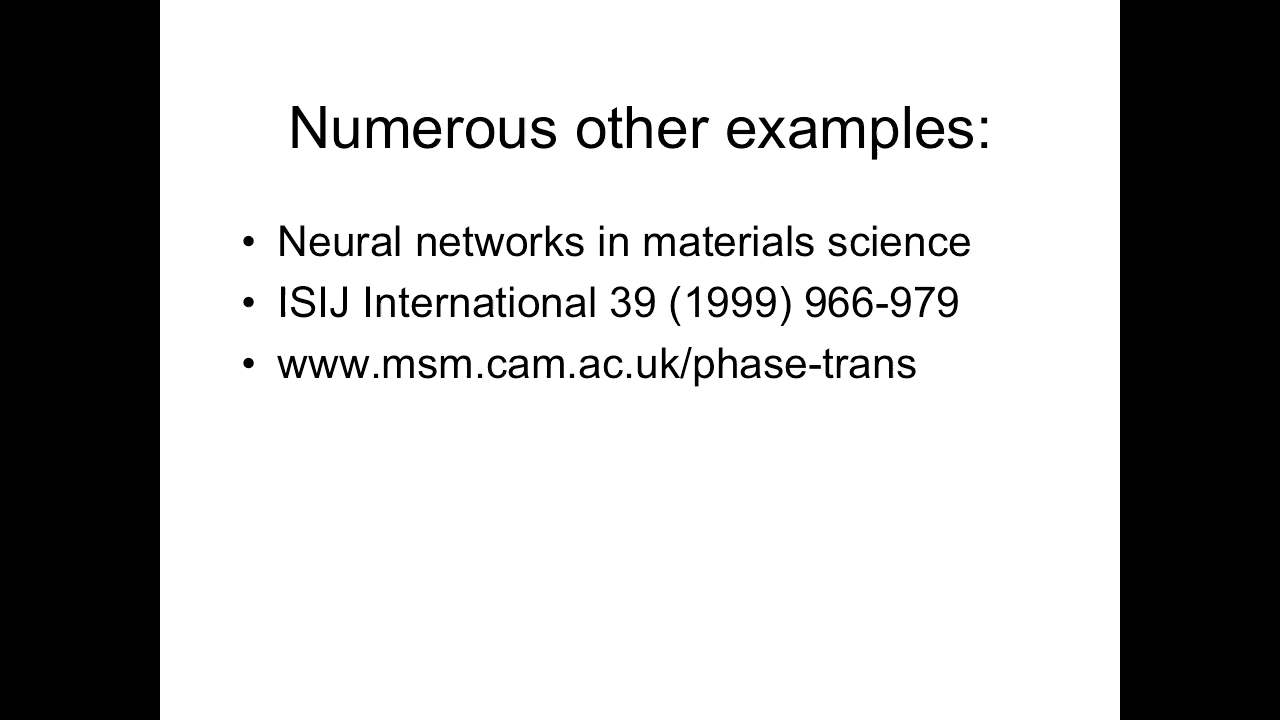 Numerous other examples:
• Neural networks in materials science
• ISIJ International 39 (1999) 966-979
• www.msm.cam.ac.uk/phase-trans